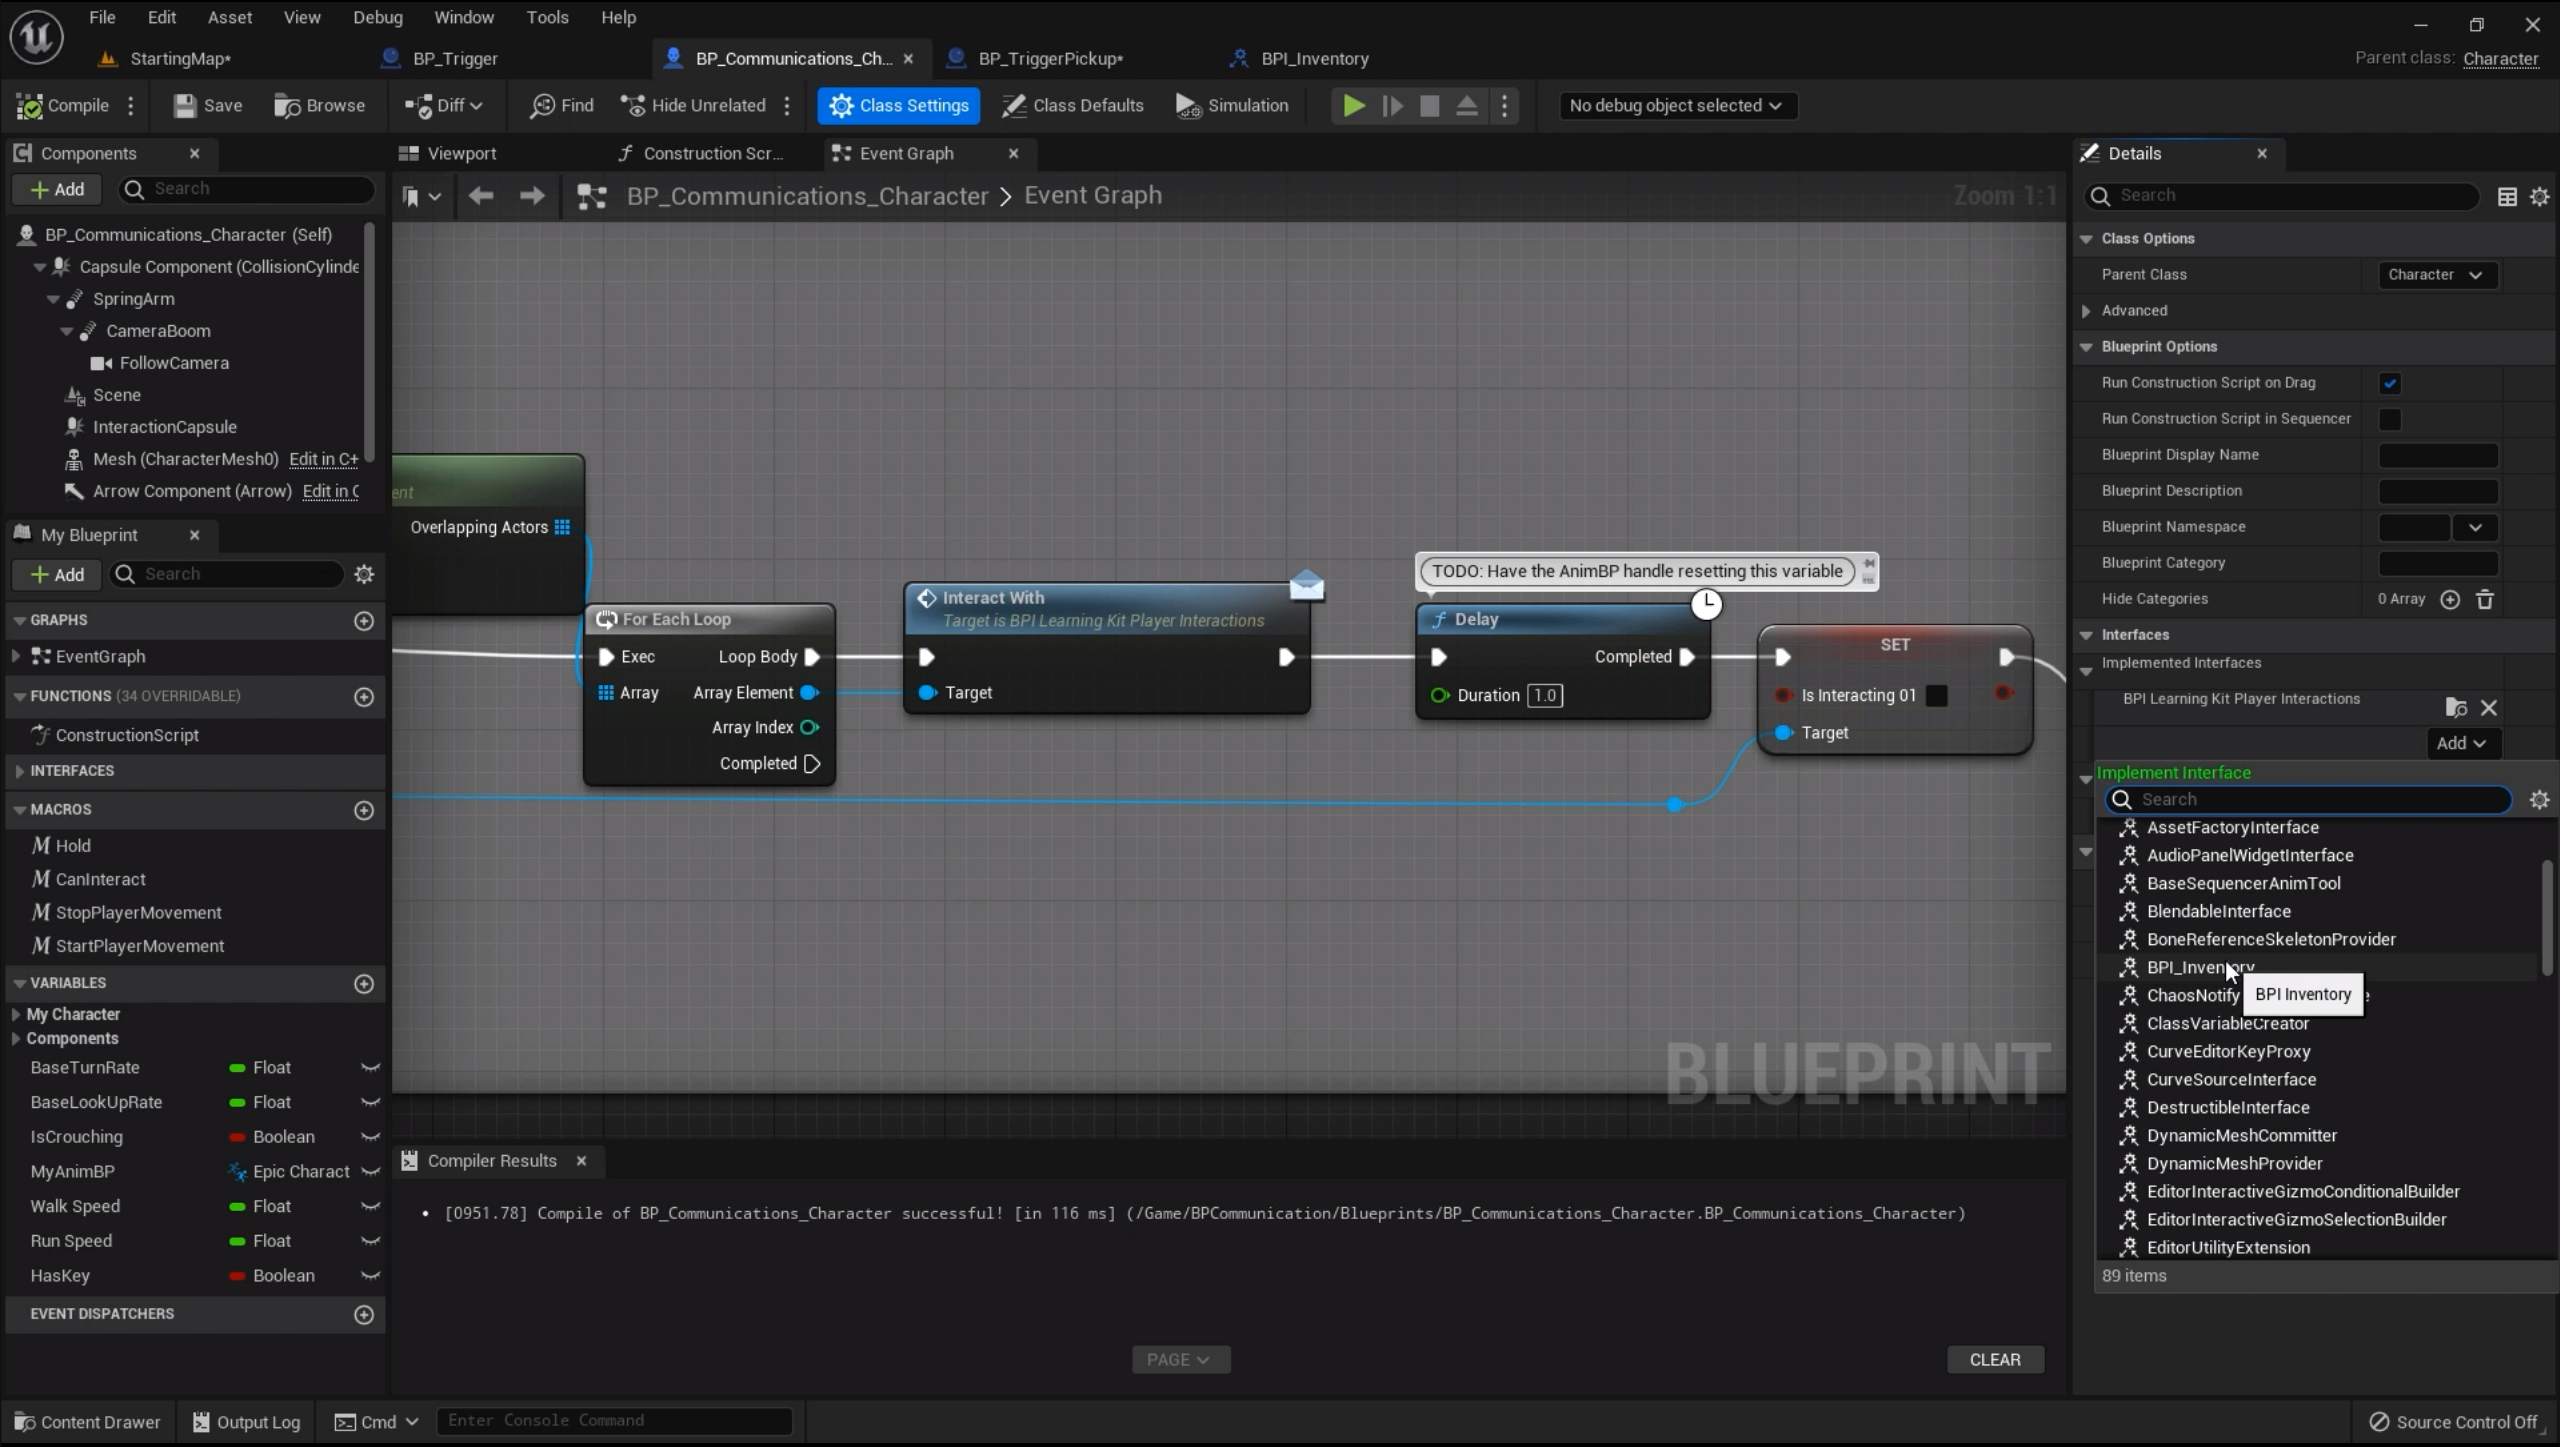 File Edit Asset View Debug Window Tools Help
StartingMap* BP_Trigger BP_Communications_Ch... BP_TriggerPickup* BPI_Inventory Parent class: Character
Compile Save Browse Diff Find Hide Unrelated Class Settings Class Defaults Simulation No debug object selected
Components
Add Search
BP_Communications_Character (Self)
Capsule Component (CollisionCylinde
SpringArm
CameraBoom
FollowCamera
Scene
InteractionCapsule
Mesh (CharacterMesh0) Edit in C+
Arrow Component (Arrow) Edit in C
My Blueprint
Add Search
GRAPHS
EventGraph
FUNCTIONS (34 OVERRIDABLE)
ConstructionScript
INTERFACES
MACROS
Hold
CanInteract
StopPlayerMovement
StartPlayerMovement
VARIABLES
My Character
Components
BaseTurnRate Float
BaseLookUpRate Float
IsCrouching Boolean
MyAnimBP Epic Charact
Walk Speed Float
Run Speed Float
HasKey Boolean
EVENT DISPATCHERS
Viewport Construction Scr... Event Graph
BP_Communications_Character > Event Graph Zoom 1:1
ent
Overlapping Actors
For Each Loop
Exec Loop Body
Array Array Element
Array Index
Completed
Interact With
Target is BPI Learning Kit Player Interactions
Target
TODO: Have the AnimBP handle resetting this variable
Delay
Completed
Duration 1.0
SET
Is Interacting 01
Target
BLUEPRINT
Compiler Results
• [0951.78] Compile of BP_Communications_Character successful! [in 116 ms] (/Game/BPCommunication/Blueprints/BP_Communications_Character.BP_Communications_Character)
PAGE CLEAR
Details
Search
Class Options
Parent Class Character
Advanced
Blueprint Options
Run Construction Script on Drag
Run Construction Script in Sequencer
Blueprint Display Name
Blueprint Description
Blueprint Namespace
Blueprint Category
Hide Categories 0 Array
Interfaces
Implemented Interfaces
BPI Learning Kit Player Interactions
Add
Implement Interface
Search
AssetFactoryInterface
AudioPanelWidgetInterface
BaseSequencerAnimTool
BlendableInterface
BoneReferenceSkeletonProvider
BPI_Inventory
ChaosNotify
BPI Inventory
ClassVariableCreator
CurveEditorKeyProxy
CurveSourceInterface
DestructibleInterface
DynamicMeshCommitter
DynamicMeshProvider
EditorInteractiveGizmoConditionalBuilder
EditorInteractiveGizmoSelectionBuilder
EditorUtilityExtension
89 items
Content Drawer Output Log Cmd Enter Console Command Source Control Off